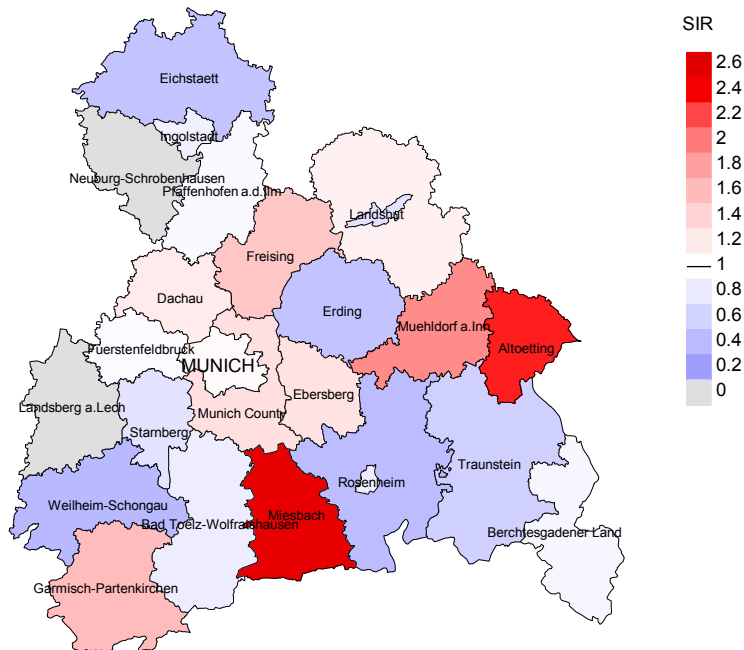 SIR
2.6
2.4
2.2
2
1.8
1.6
1.4
1.2
1
0.8
0.6
0.4
0.2
0
Eichstaett
Ingolstadt
Neuburg-Schrobenhausen
Pfaffenhofen a.d.Ilm
Landshut
Freising
Dachau
Erding
Muehldorf a.Inn
Altoetting
Fuerstenfeldbruck
MUNICH
Ebersberg
Landsberg a.Lech
Munich County
Starnberg
Traunstein
Rosenheim
Weilheim-Schongau
Miesbach
Bad Toelz-Wolfratshausen
Berchtesgadener Land
Garmisch-Partenkirchen